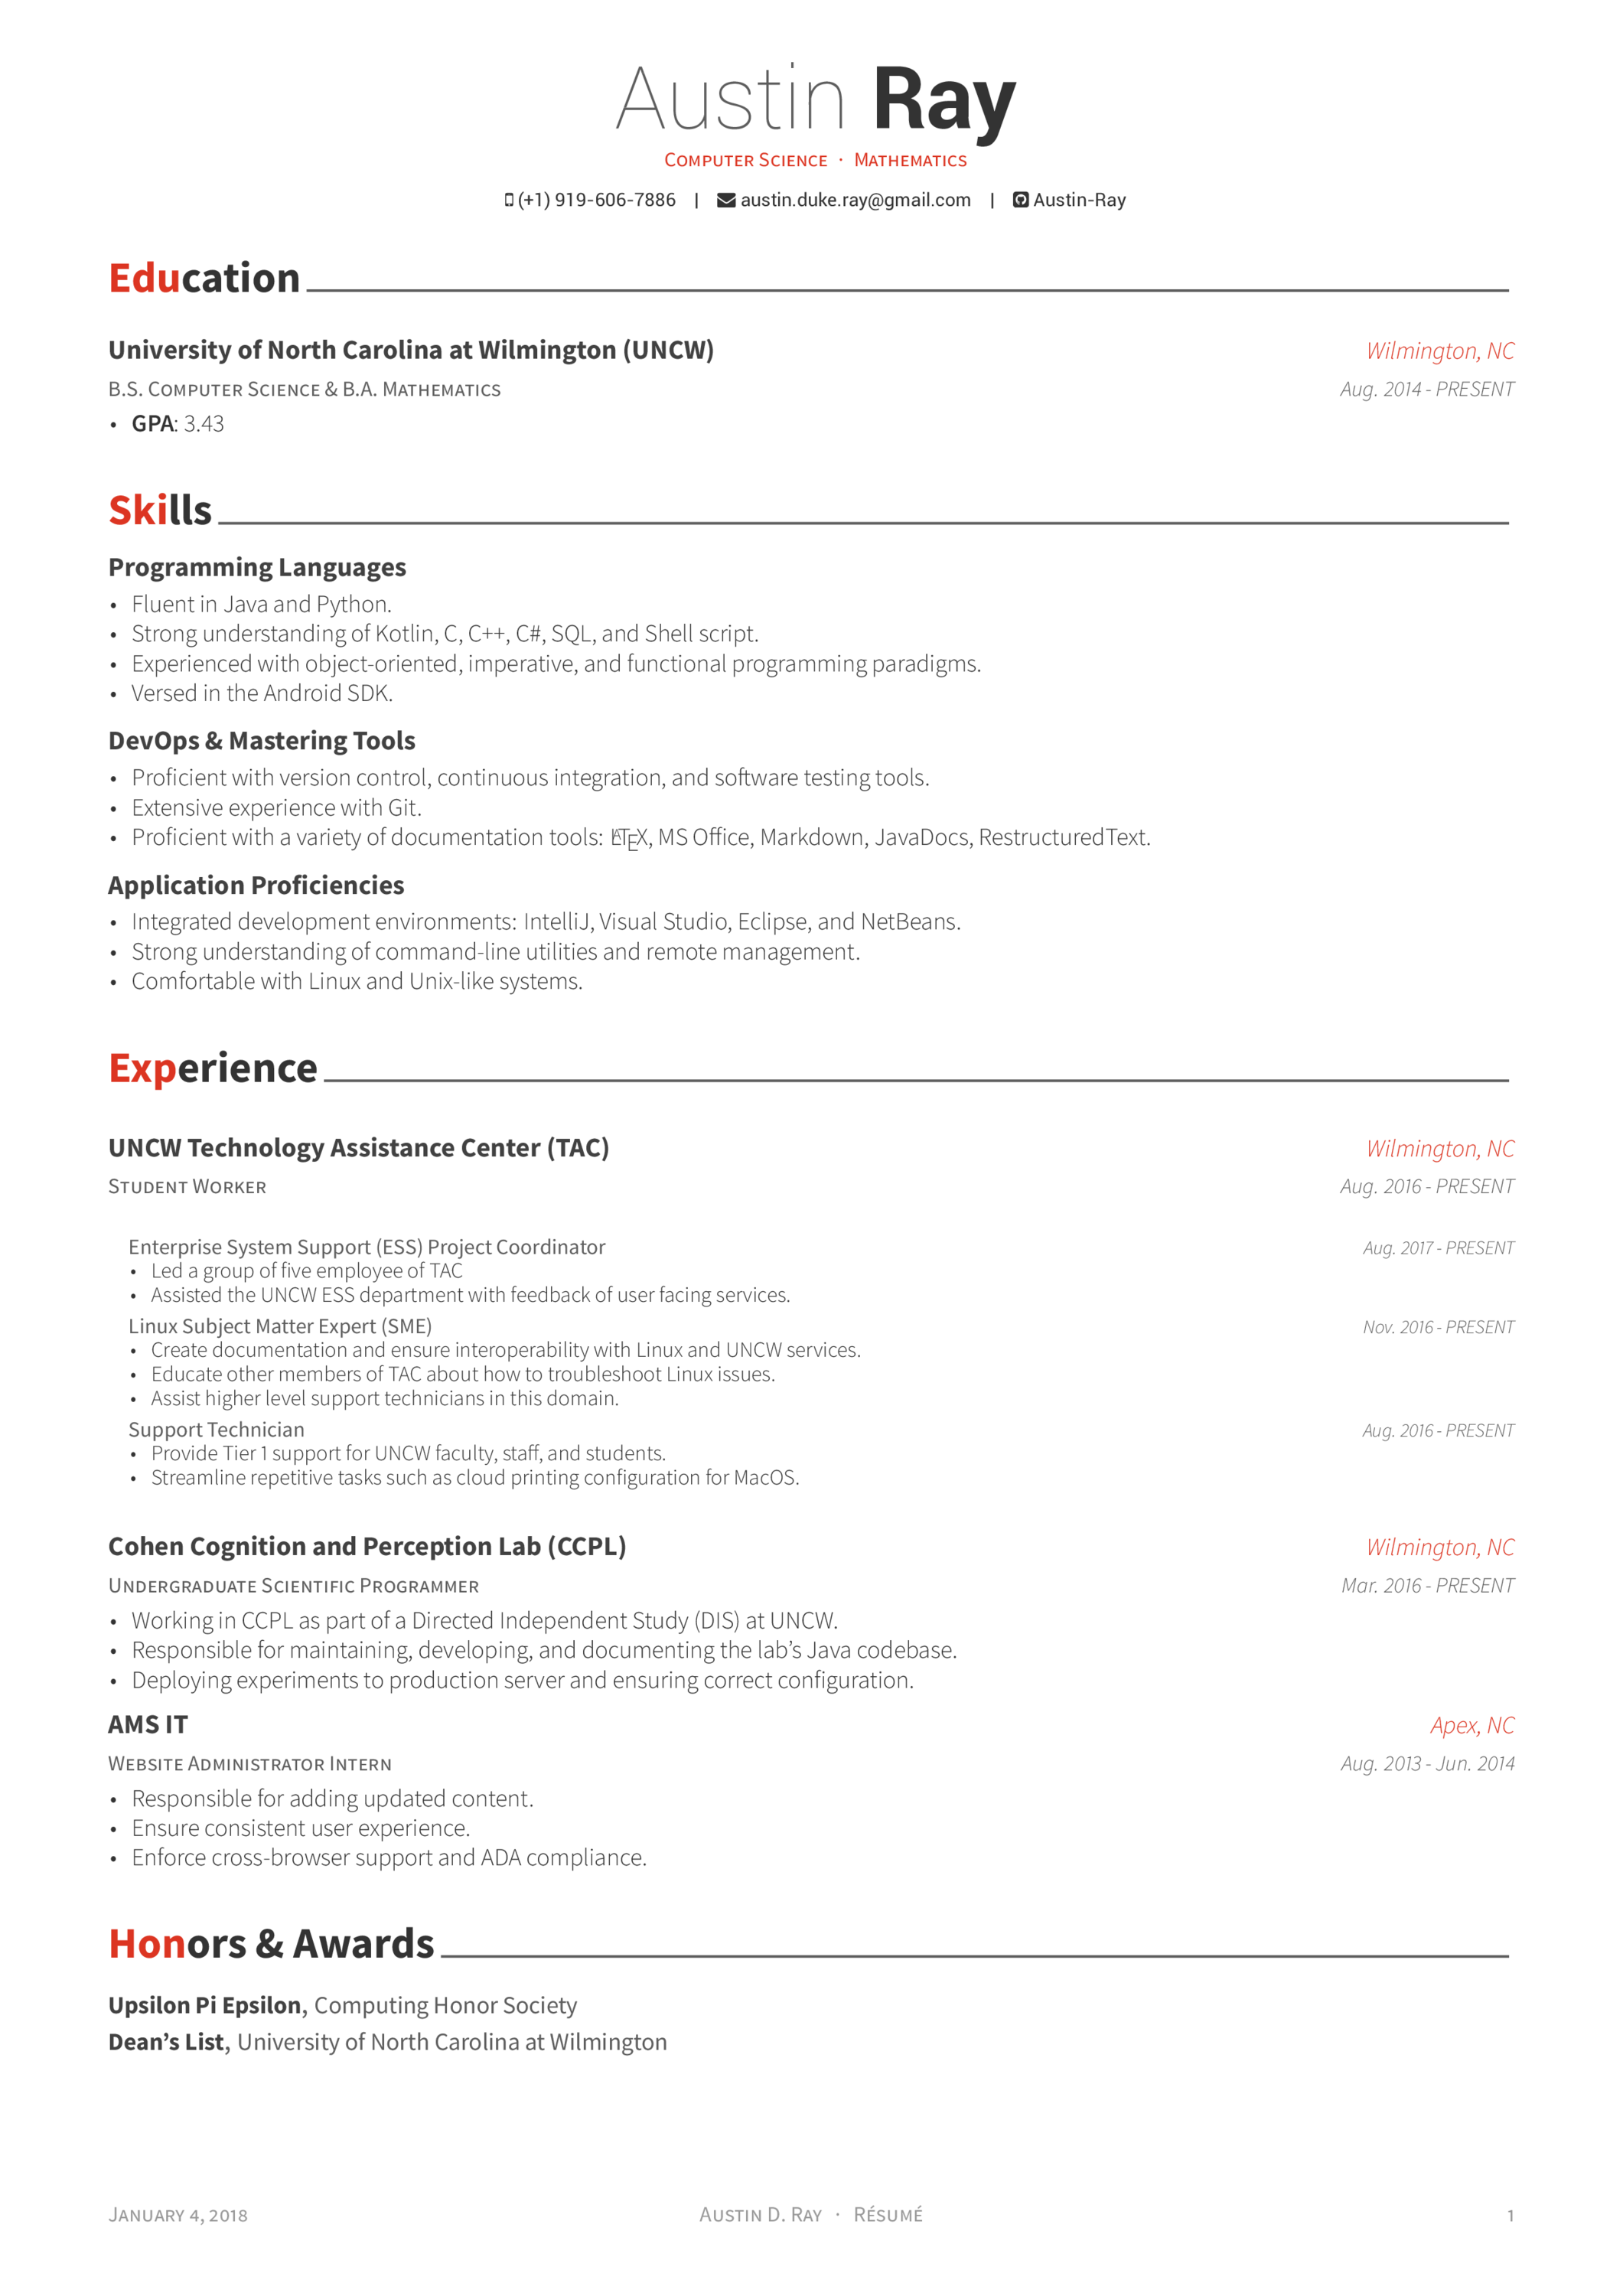 Austin Ray
Computer Science · Mathematics
(+1) 919-606-7886 | austin.duke.ray@gmail.com | Austin-Ray
Education
University of North Carolina at Wilmington (UNCW) Wilmington, NC
B.S. Computer Science & B.A. Mathematics Aug. 2014 - PRESENT
• GPA: 3.43
Skills
Programming Languages
• Fluent in Java and Python.
• Strong understanding of Kotlin, C, C++, C#, SQL, and Shell script.
• Experienced with object-oriented, imperative, and functional programming paradigms.
• Versed in the Android SDK.
DevOps & Mastering Tools
• Proficient with version control, continuous integration, and software testing tools.
• Extensive experience with Git.
• Proficient with a variety of documentation tools: LATEX, MS Office, Markdown, JavaDocs, RestructuredText.
Application Proficiencies
• Integrated development environments: IntelliJ, Visual Studio, Eclipse, and NetBeans.
• Strong understanding of command-line utilities and remote management.
• Comfortable with Linux and Unix-like systems.
Experience
UNCW Technology Assistance Center (TAC) Wilmington, NC
Student Worker Aug. 2016 - PRESENT
Enterprise System Support (ESS) Project Coordinator Aug. 2017 - PRESENT
• Led a group of five employee of TAC
• Assisted the UNCW ESS department with feedback of user facing services.
Linux Subject Matter Expert (SME) Nov. 2016 - PRESENT
• Create documentation and ensure interoperability with Linux and UNCW services.
• Educate other members of TAC about how to troubleshoot Linux issues.
• Assist higher level support technicians in this domain.
Support Technician Aug. 2016 - PRESENT
• Provide Tier 1 support for UNCW faculty, staff, and students.
• Streamline repetitive tasks such as cloud printing configuration for MacOS.
Cohen Cognition and Perception Lab (CCPL) Wilmington, NC
Undergraduate Scientific Programmer Mar. 2016 - PRESENT
• Working in CCPL as part of a Directed Independent Study (DIS) at UNCW.
• Responsible for maintaining, developing, and documenting the lab’s Java codebase.
• Deploying experiments to production server and ensuring correct configuration.
AMS IT Apex, NC
Website Administrator Intern Aug. 2013 - Jun. 2014
• Responsible for adding updated content.
• Ensure consistent user experience.
• Enforce cross-browser support and ADA compliance.
Honors & Awards
Upsilon Pi Epsilon, Computing Honor Society
Dean’s List, University of North Carolina at Wilmington
January 4, 2018 Austin D. Ray · Résumé 1